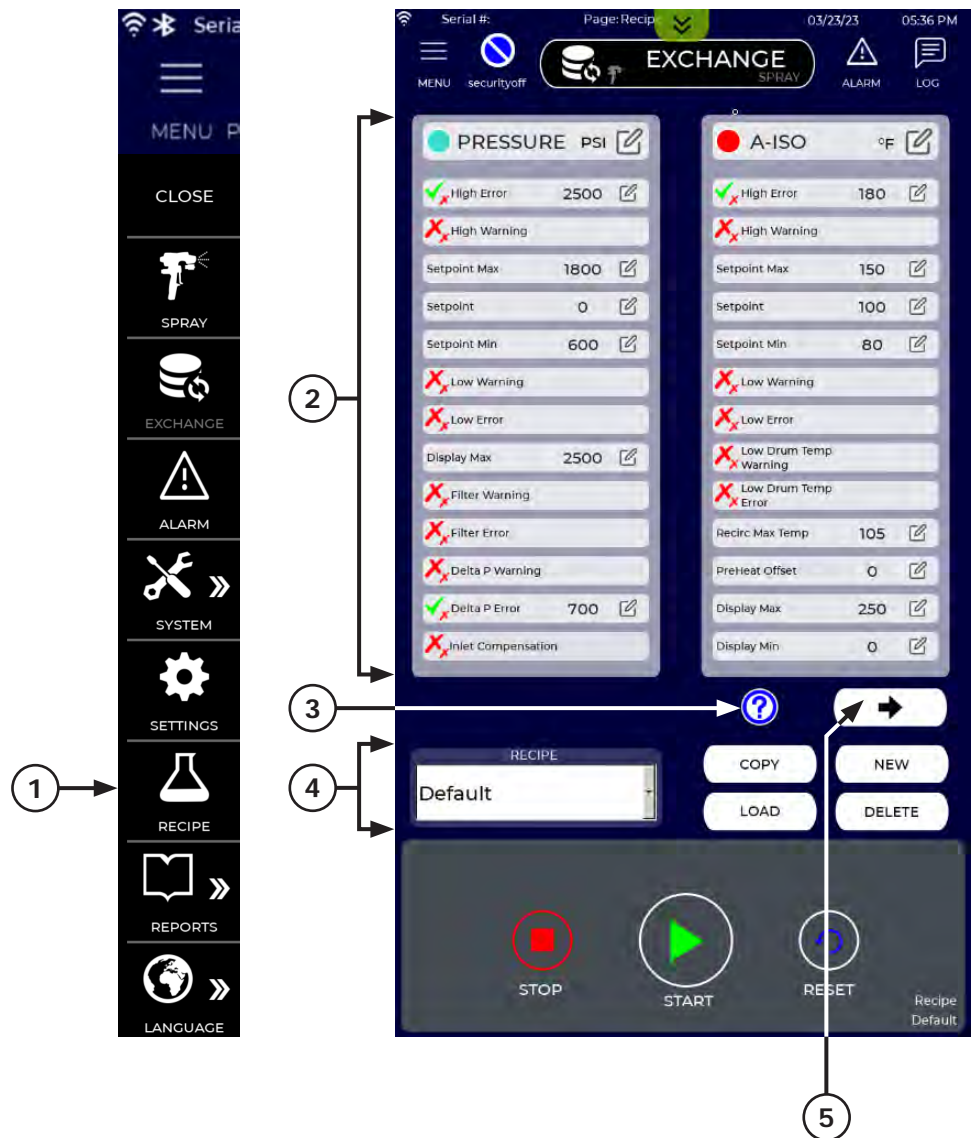 Seria
MENU P
CLOSE
SPRAY
EXCHANGE
ALARM
SYSTEM
SETTINGS
RECIPE
REPORTS
LANGUAGE
1
Serial #: Page: Recipe 03/23/23 05:36 PM
MENU securityoff EXCHANGE SPRAY ALARM LOG
2
PRESSURE PSI
High Error 2500
High Warning
Setpoint Max 1800
Setpoint 0
Setpoint Min 600
Low Warning
Low Error
Display Max 2500
Filter Warning
Filter Error
Delta P Warning
Delta P Error 700
Inlet Compensation
A-ISO °F
High Error 180
High Warning
Setpoint Max 150
Setpoint 100
Setpoint Min 80
Low Warning
Low Error
Low Drum Temp
Warning
Low Drum Temp
Error
Recirc Max Temp 105
PreHeat Offset 0
Display Max 250
Display Min 0
3
?
4
RECIPE
Default
COPY NEW
LOAD DELETE
STOP START RESET
Recipe
Default
5